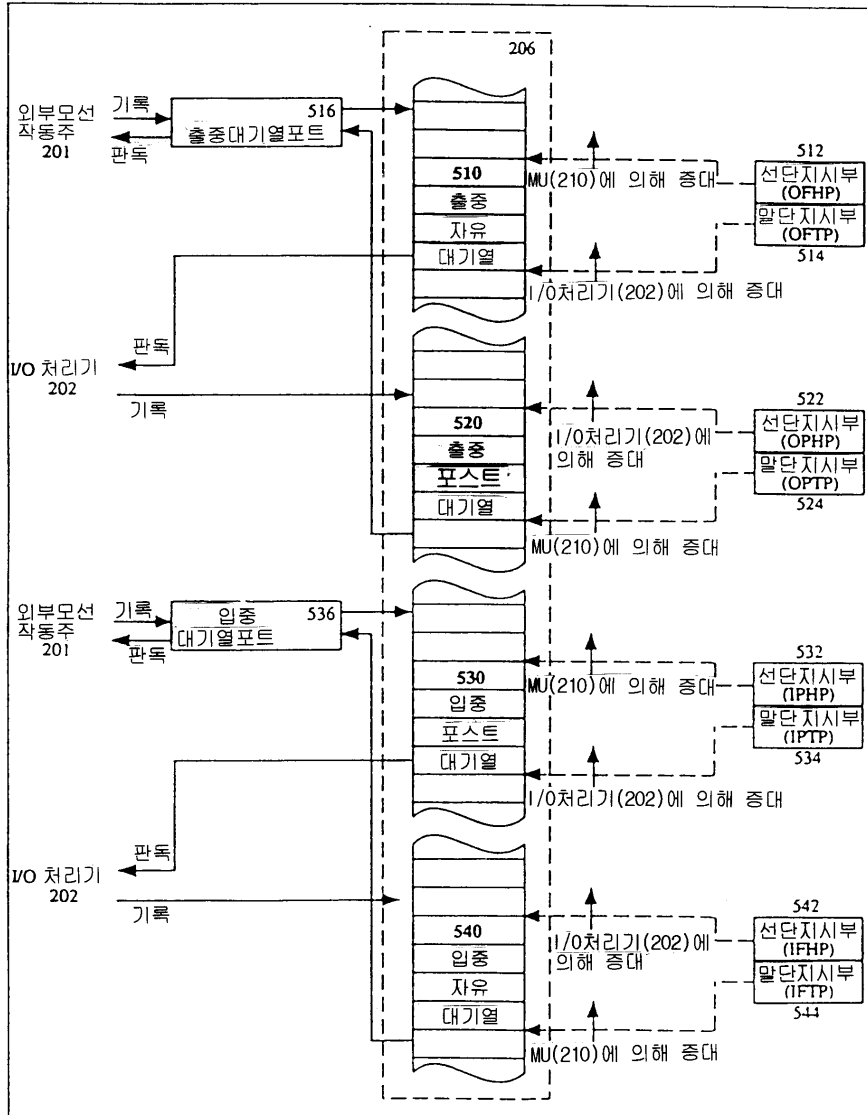 206
외부모선
작동주
201
기록
판독
516
출중대기열포트
510
출중
자유
대기열
MU(210)에 의해 증대
512
선단지시부
(OFHP)
말단지시부
(OFTP)
514
I/O처리기(202)에 의해 증대
판독
I/O 처리기
202
기록
520
출중
포스트
대기열
I/O처리기(202)에
의해 증대
522
선단지시부
(OPHP)
말단지시부
(OPTP)
524
MU(210)에 의해 증대
외부모선
작동주
201
기록
판독
입중 536
대기열포트
530
입중
포스트
대기열
MU(210)에 의해 증대
532
선단지시부
(IPHP)
말단지시부
(IPTP)
534
I/O처리기(202)에 의해 증대
판독
I/O 처리기
202
기록
540
입중
자유
대기열
I/O처리기(202)에
의해 증대
542
선단지시부
(IFHP)
말단지시부
(IFTP)
544
MU(210)에 의해 증대